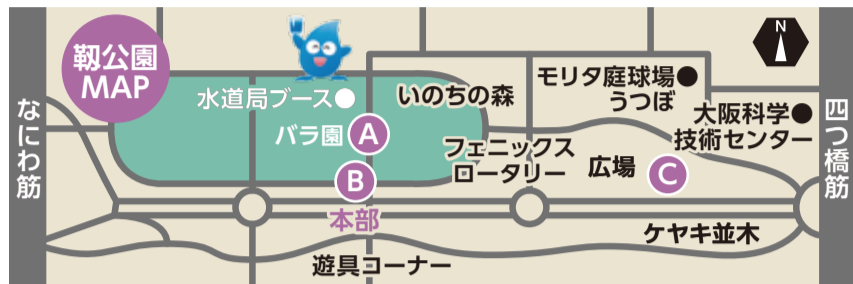 靱公園
MAP
N
なにわ筋
四つ橋筋
水道局ブース
いのちの森
モリタ庭球場
うつぼ
大阪科学
技術センター
バラ園
A
フェニックス
ロータリー
広場
C
B
本部
ケヤキ並木
遊具コーナー